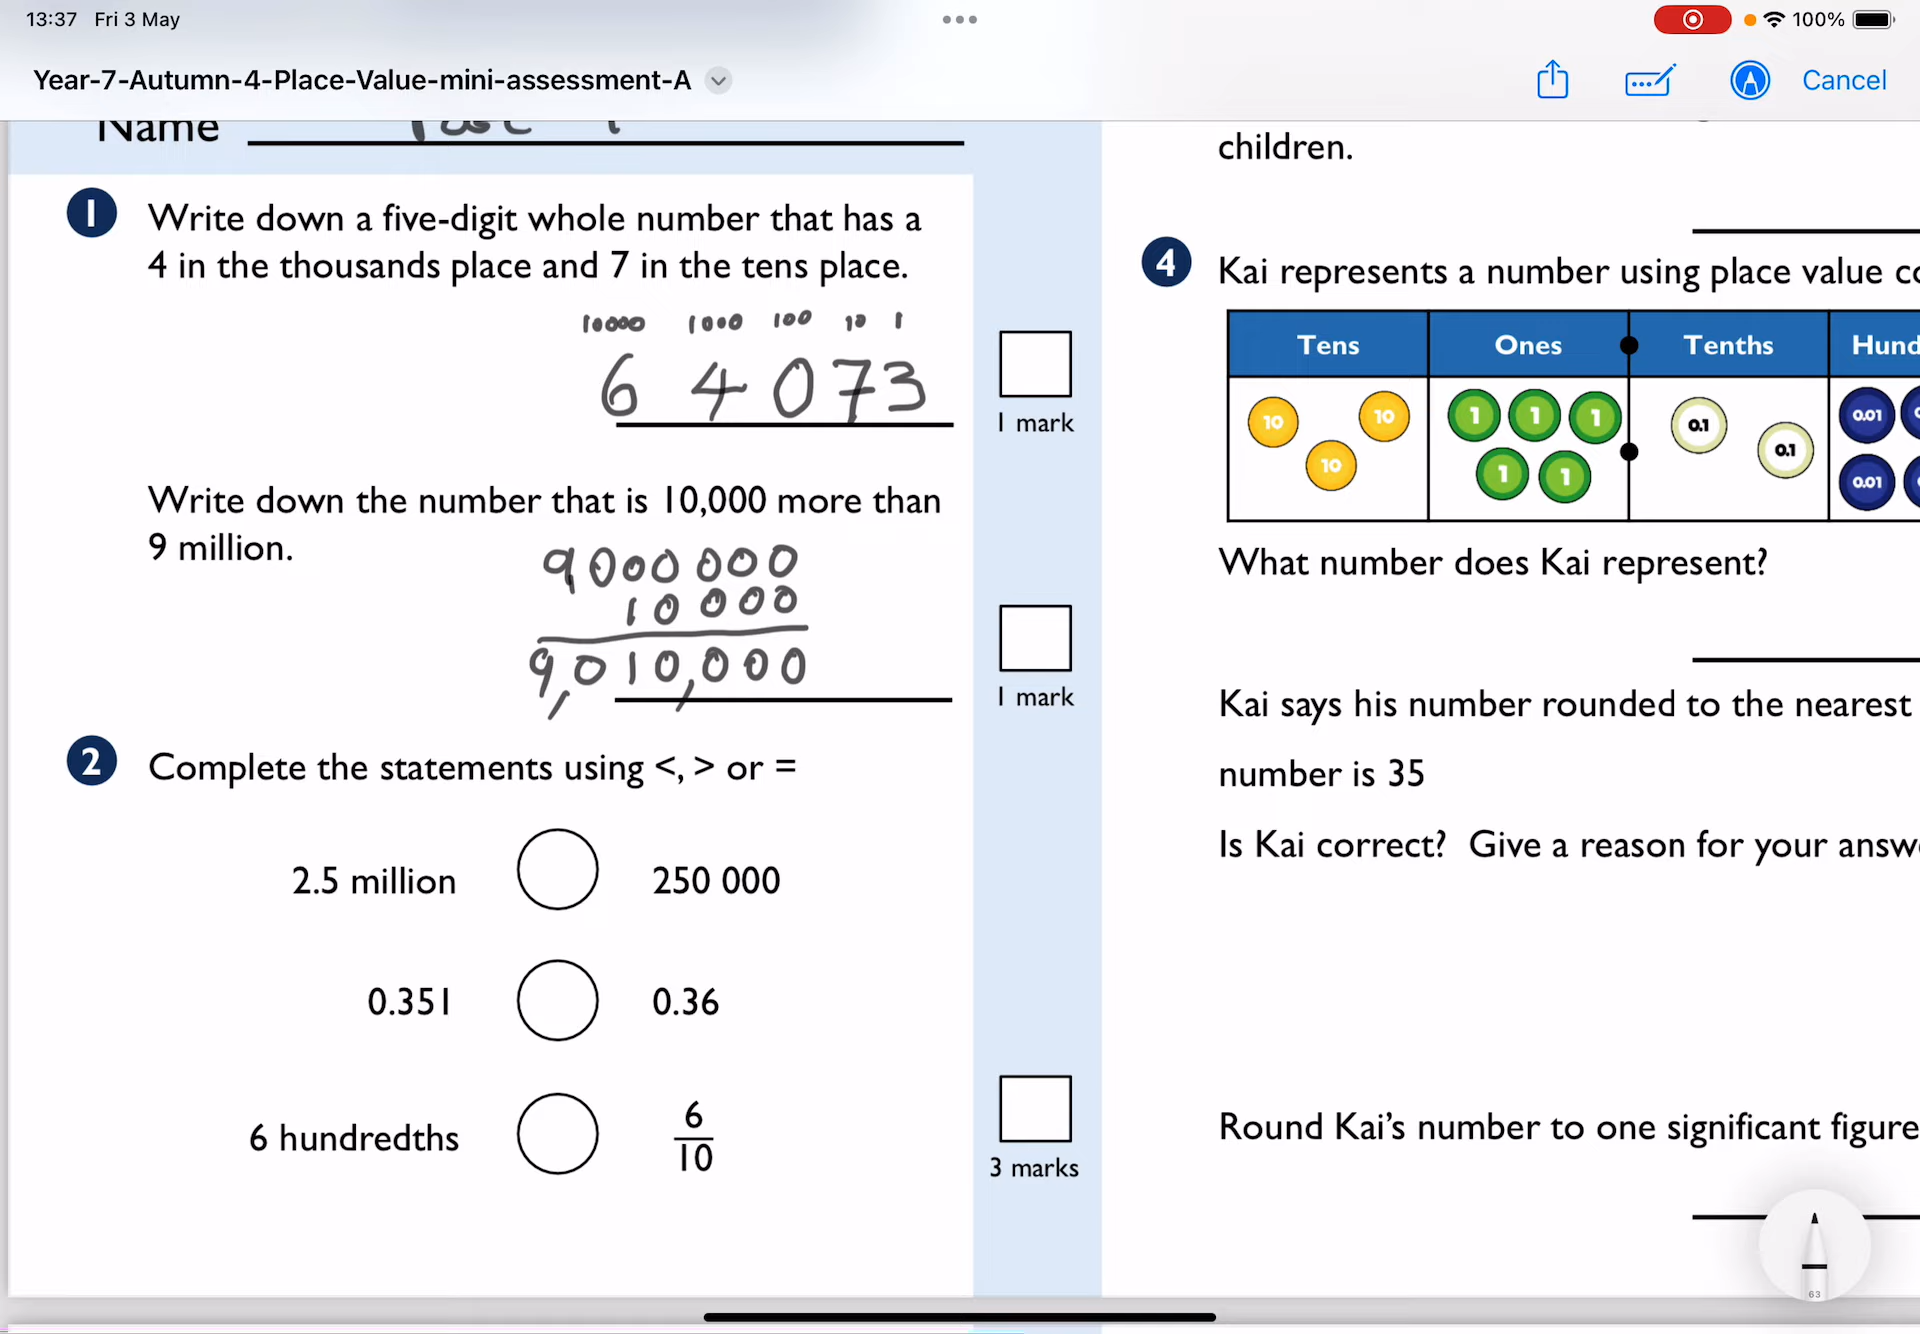 13:37 Fri 3 May
100%
Year-7-Autumn-4-Place-Value-mini-assessment-A
Cancel
Name
1 Write down a five-digit whole number that has a
4 in the thousands place and 7 in the tens place.
10000 1000 100 10 1
6 4 0 7 3
1 mark
Write down the number that is 10,000 more than
9 million.
9000 000
10 000
9,010,000
1 mark
2 Complete the statements using <, > or =
2.5 million 250 000
0.351 0.36
6 hundredths 6/10
3 marks
children.
4 Kai represents a number using place value
Tens Ones Tenths Hund
10 10 1 1 1 0.1 0.01
10 1 1 0.1 0.01
What number does Kai represent?
Kai says his number rounded to the nearest
number is 35
Is Kai correct? Give a reason for your answ
Round Kai's number to one significant figure
63